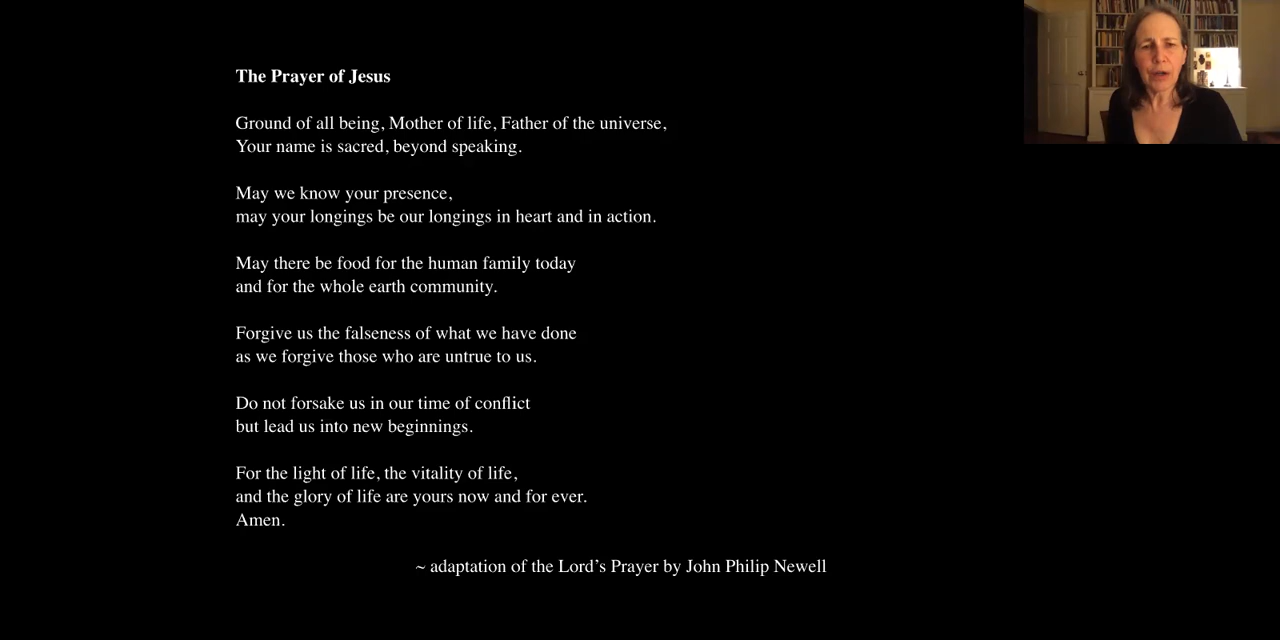 The Prayer of Jesus
Ground of all being, Mother of life, Father of the universe,
Your name is sacred, beyond speaking.
May we know your presence,
may your longings be our longings in heart and in action.
May there be food for the human family today
and for the whole earth community.
Forgive us the falseness of what we have done
as we forgive those who are untrue to us.
Do not forsake us in our time of conflict
but lead us into new beginnings.
For the light of life, the vitality of life,
and the glory of life are yours now and for ever.
Amen.
~ adaptation of the Lord’s Prayer by John Philip Newell